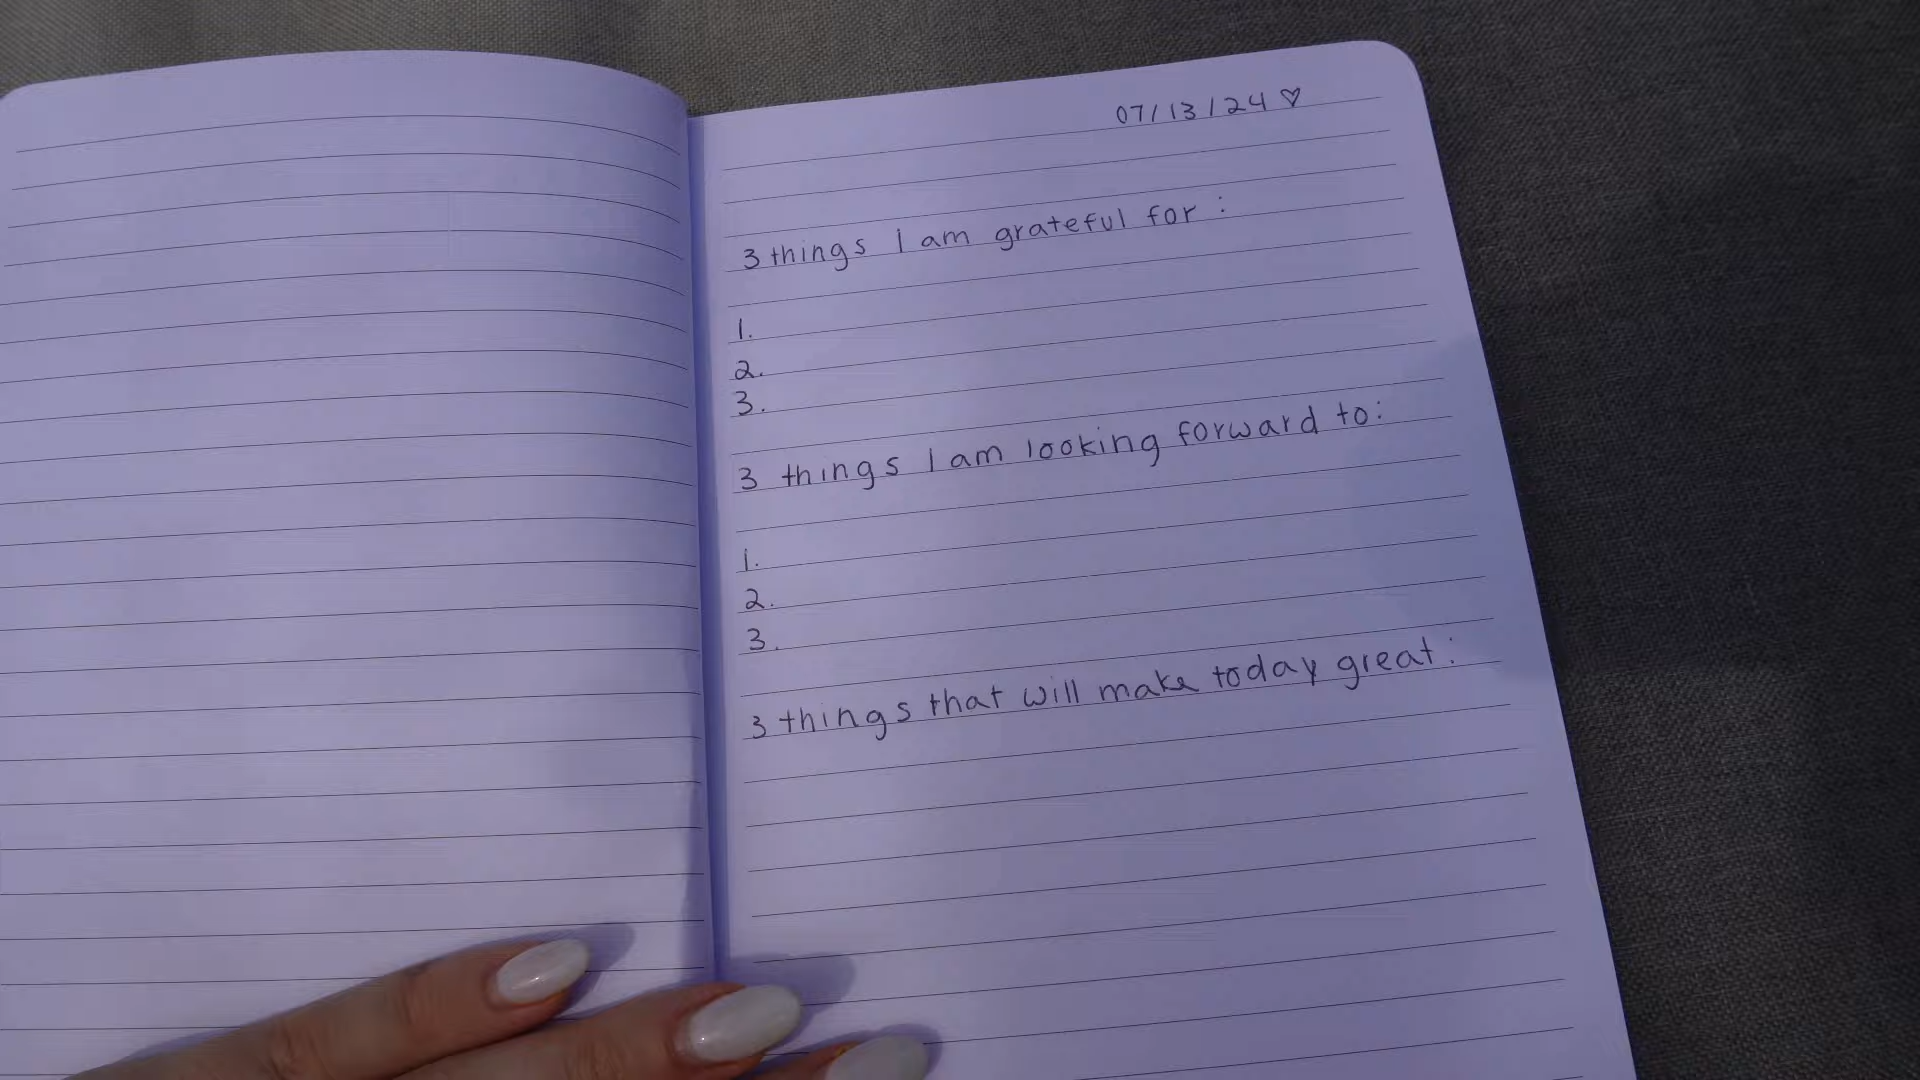 07/13/24 ♡
3 things I am grateful for:
1.
2.
3.
3 things I am looking forward to:
1.
2.
3.
3 things that will make today great: